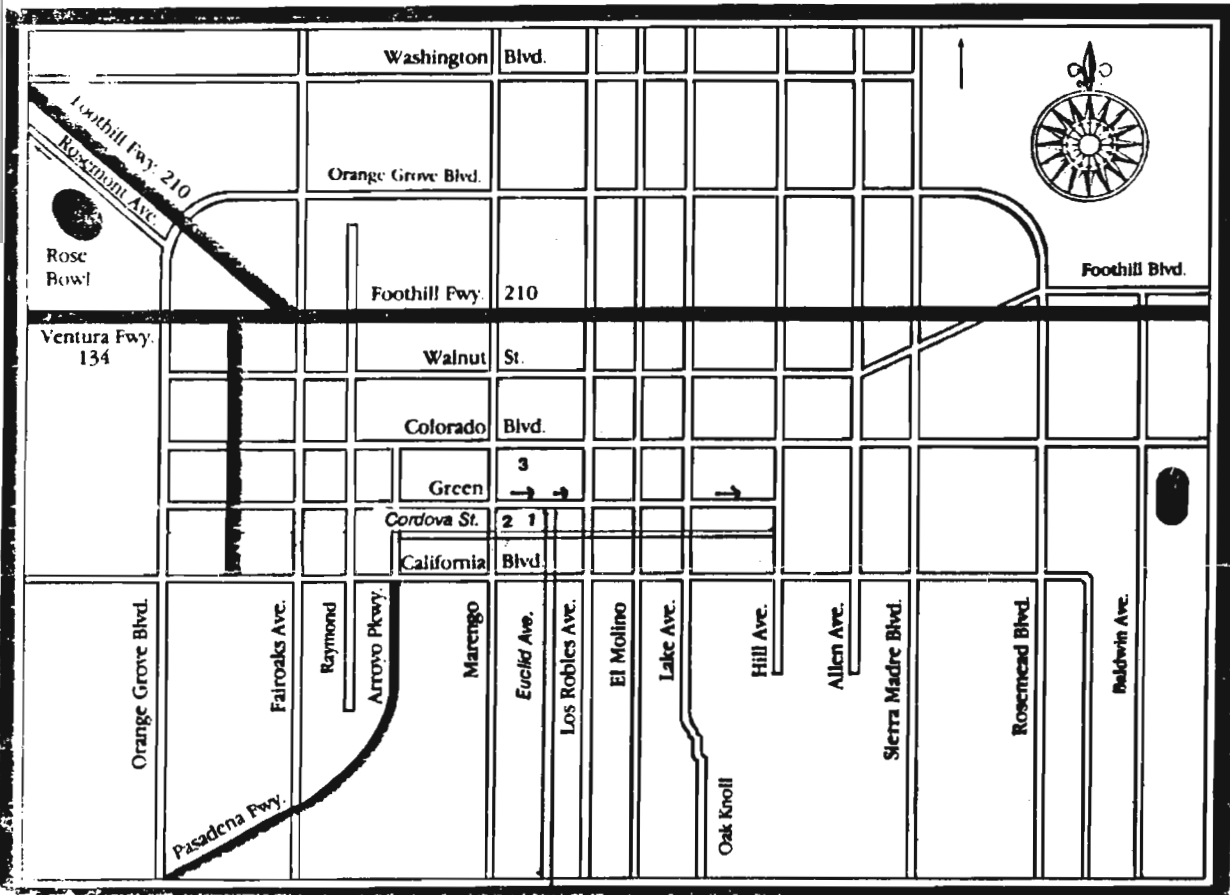 Washington Blvd.
Foothill Fwy. 210
Rosemont Ave.
Orange Grove Blvd.
Rose
Bowl
Foothill Blvd.
Foothill Fwy. 210
Ventura Fwy.
134
Walnut St.
Colorado Blvd.
3
Green
Cordova St. 2 1
California Blvd.
Orange Grove Blvd.
Fairoaks Ave.
Raymond
Arroyo Pkwy.
Marengo
Euclid Ave.
Los Robles Ave.
El Molino
Lake Ave.
Hill Ave.
Allen Ave.
Sierra Madre Blvd.
Rosemead Blvd.
Baldwin Ave.
Pasadena Fwy.
Oak Knoll